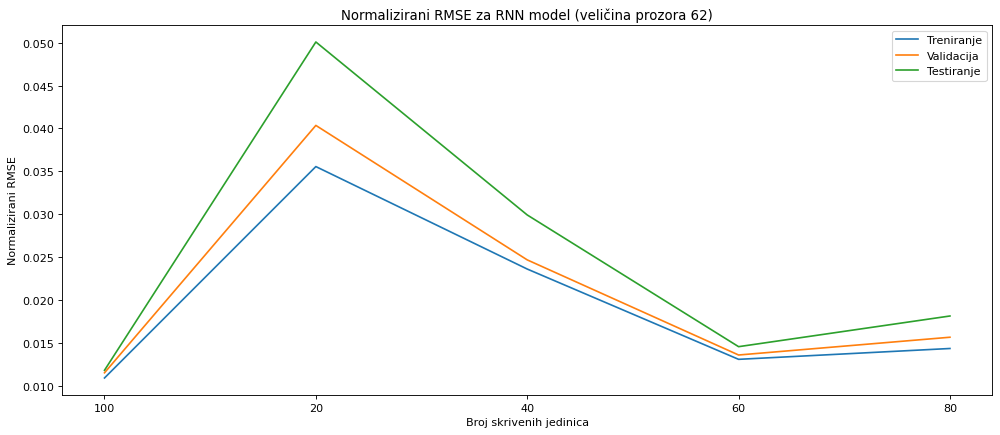 Normalizirani RMSE za RNN model (veličina prozora 62)
Treniranje
Validacija
Testiranje
Normalizirani RMSE
0.050
0.045
0.040
0.035
0.030
0.025
0.020
0.015
0.010
100 20 40 60 80
Broj skrivenih jedinica